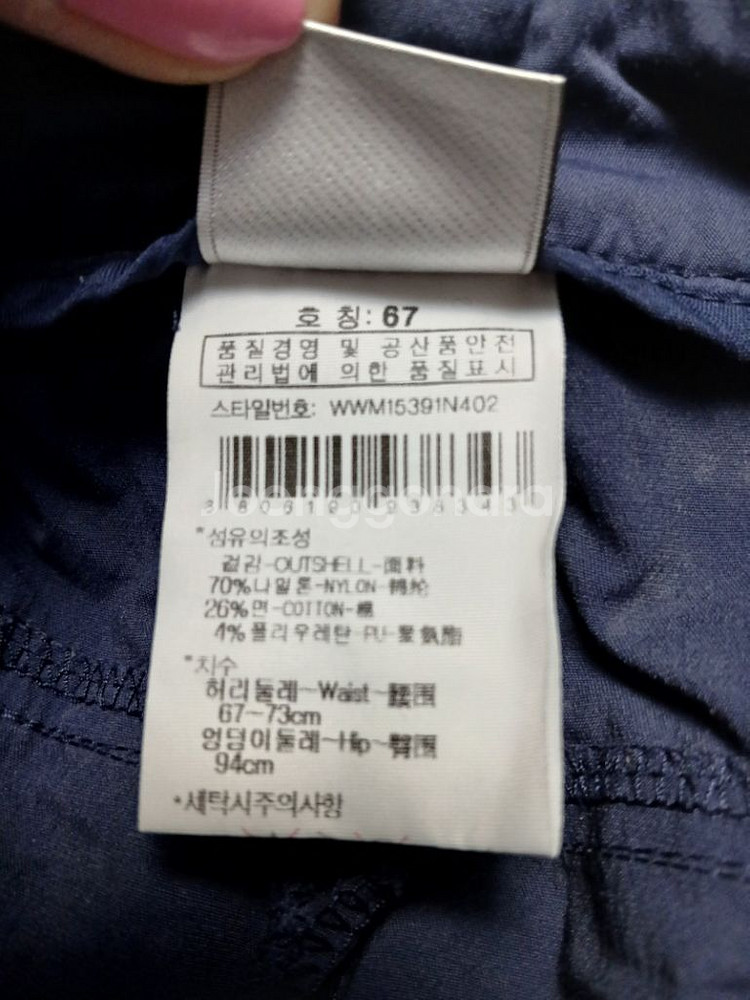 호 칭: 67
품질경영 및 공산품안전
관리법에 의한 품질표시
스타일번호: WWM15391N402
Joonggonara
*섬유의조성
겉감-OUTSHELL-面料
70%나일론-NYLON-锦纶
26%면-COTTON-棉
4%폴리우레탄-PU-聚氨脂
*치수
허리둘레~Waist~腰围
67~73cm
엉덩이둘레~Hip~臀围
94cm
*세탁시주의사항